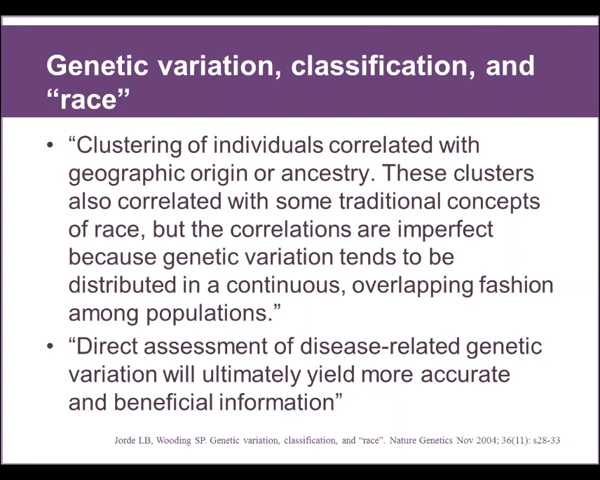 Genetic variation, classification, and
“race”
• “Clustering of individuals correlated with
geographic origin or ancestry. These clusters
also correlated with some traditional concepts
of race, but the correlations are imperfect
because genetic variation tends to be
distributed in a continuous, overlapping fashion
among populations.”
• “Direct assessment of disease-related genetic
variation will ultimately yield more accurate
and beneficial information”
Jorde LB, Wooding SP. Genetic variation, classification, and “race”. Nature Genetics Nov 2004; 36(11): s28-33